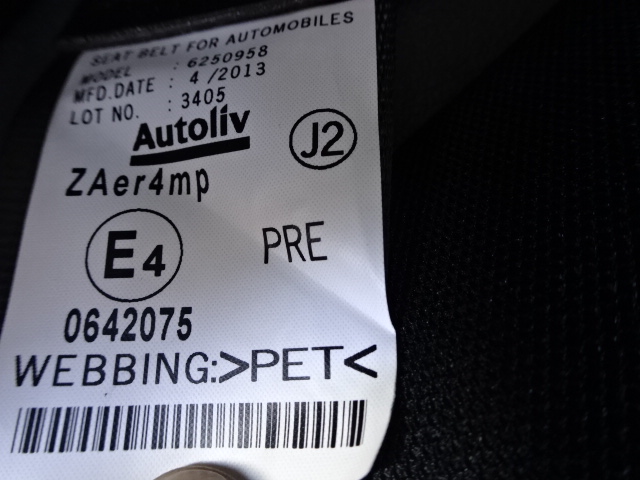 SEAT BELT FOR AUTOMOBILES
MODEL : 6250958
MFD.DATE : 4/2013
LOT NO. : 3405
Autoliv
J2
ZAer4mp
E4
PRE
0642075
WEBBING:>PET<